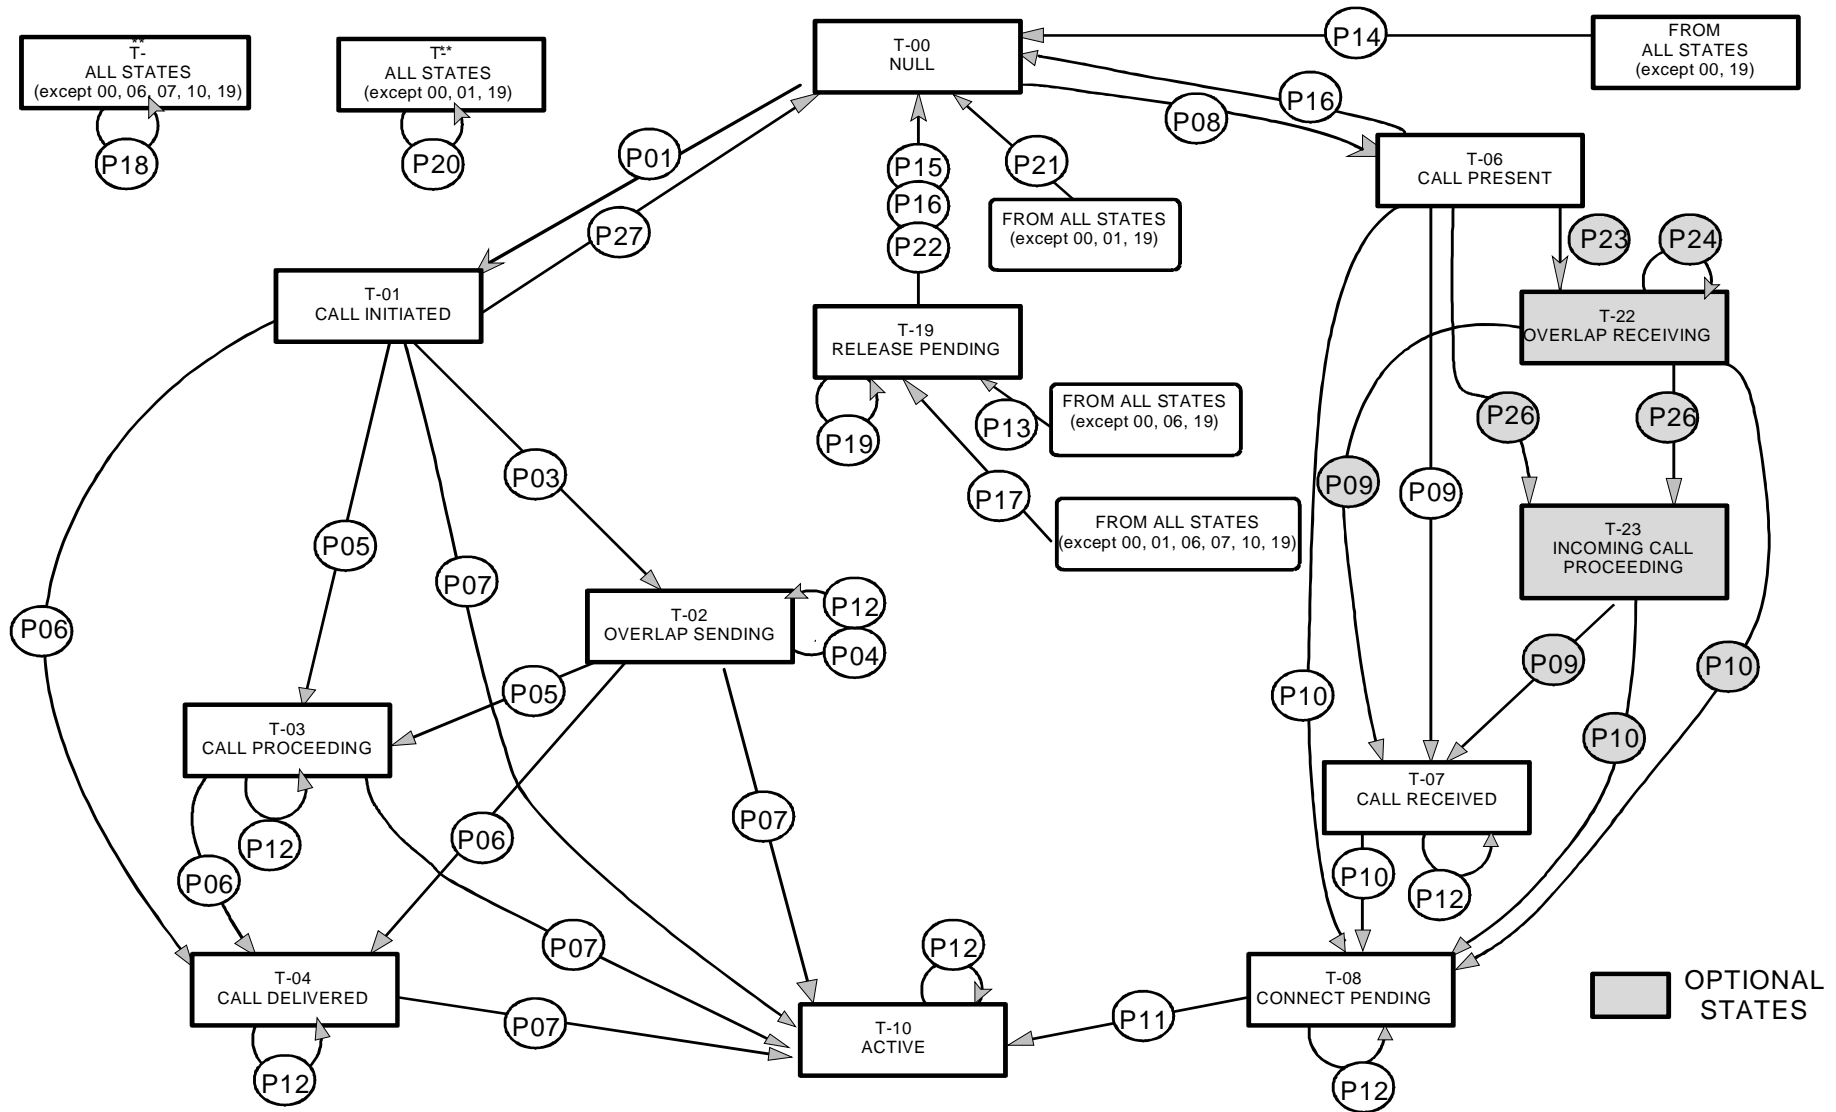 **
T-
ALL STATES
(except 00, 06, 07, 10, 19)
P18
T-**
ALL STATES
(except 00, 01, 19)
P20
T-00
NULL
P14
FROM
ALL STATES
(except 00, 19)
P16
P08
P01
P27
P15
P16
P22
P21
FROM ALL STATES
(except 00, 01, 19)
T-06
CALL PRESENT
P23
P24
T-01
CALL INITIATED
T-19
RELEASE PENDING
T-22
OVERLAP RECEIVING
P19
P13
FROM ALL STATES
(except 00, 06, 19)
P17
FROM ALL STATES
(except 00, 01, 06, 07, 10, 19)
P26
P26
P09
P09
T-23
INCOMING CALL
PROCEEDING
P03
P05
P07
P06
T-02
OVERLAP SENDING
P12
P04
P05
P09
P10
P10
P10
T-03
CALL PROCEEDING
P12
P06
P06
P07
T-07
CALL RECEIVED
P10
P12
P07
P12
T-04
CALL DELIVERED
P12
P07
T-10
ACTIVE
P11
T-08
CONNECT PENDING
P12
OPTIONAL
STATES